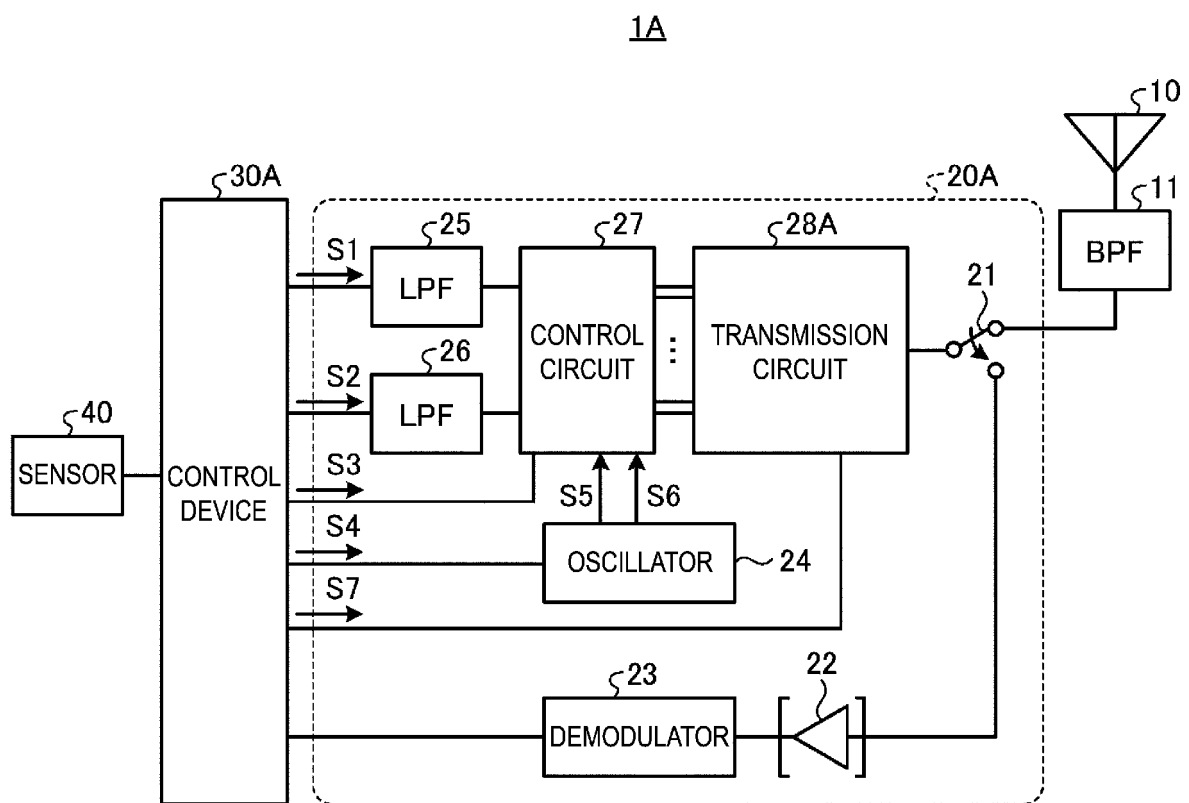 1A
10
30A
20A
11
25
27
28A
BPF
S1
LPF
21
CONTROL
CIRCUIT
...
TRANSMISSION
CIRCUIT
26
S2
LPF
40
SENSOR
CONTROL
DEVICE
S3
S5
S6
S4
OSCILLATOR
24
S7
23
22
DEMODULATOR